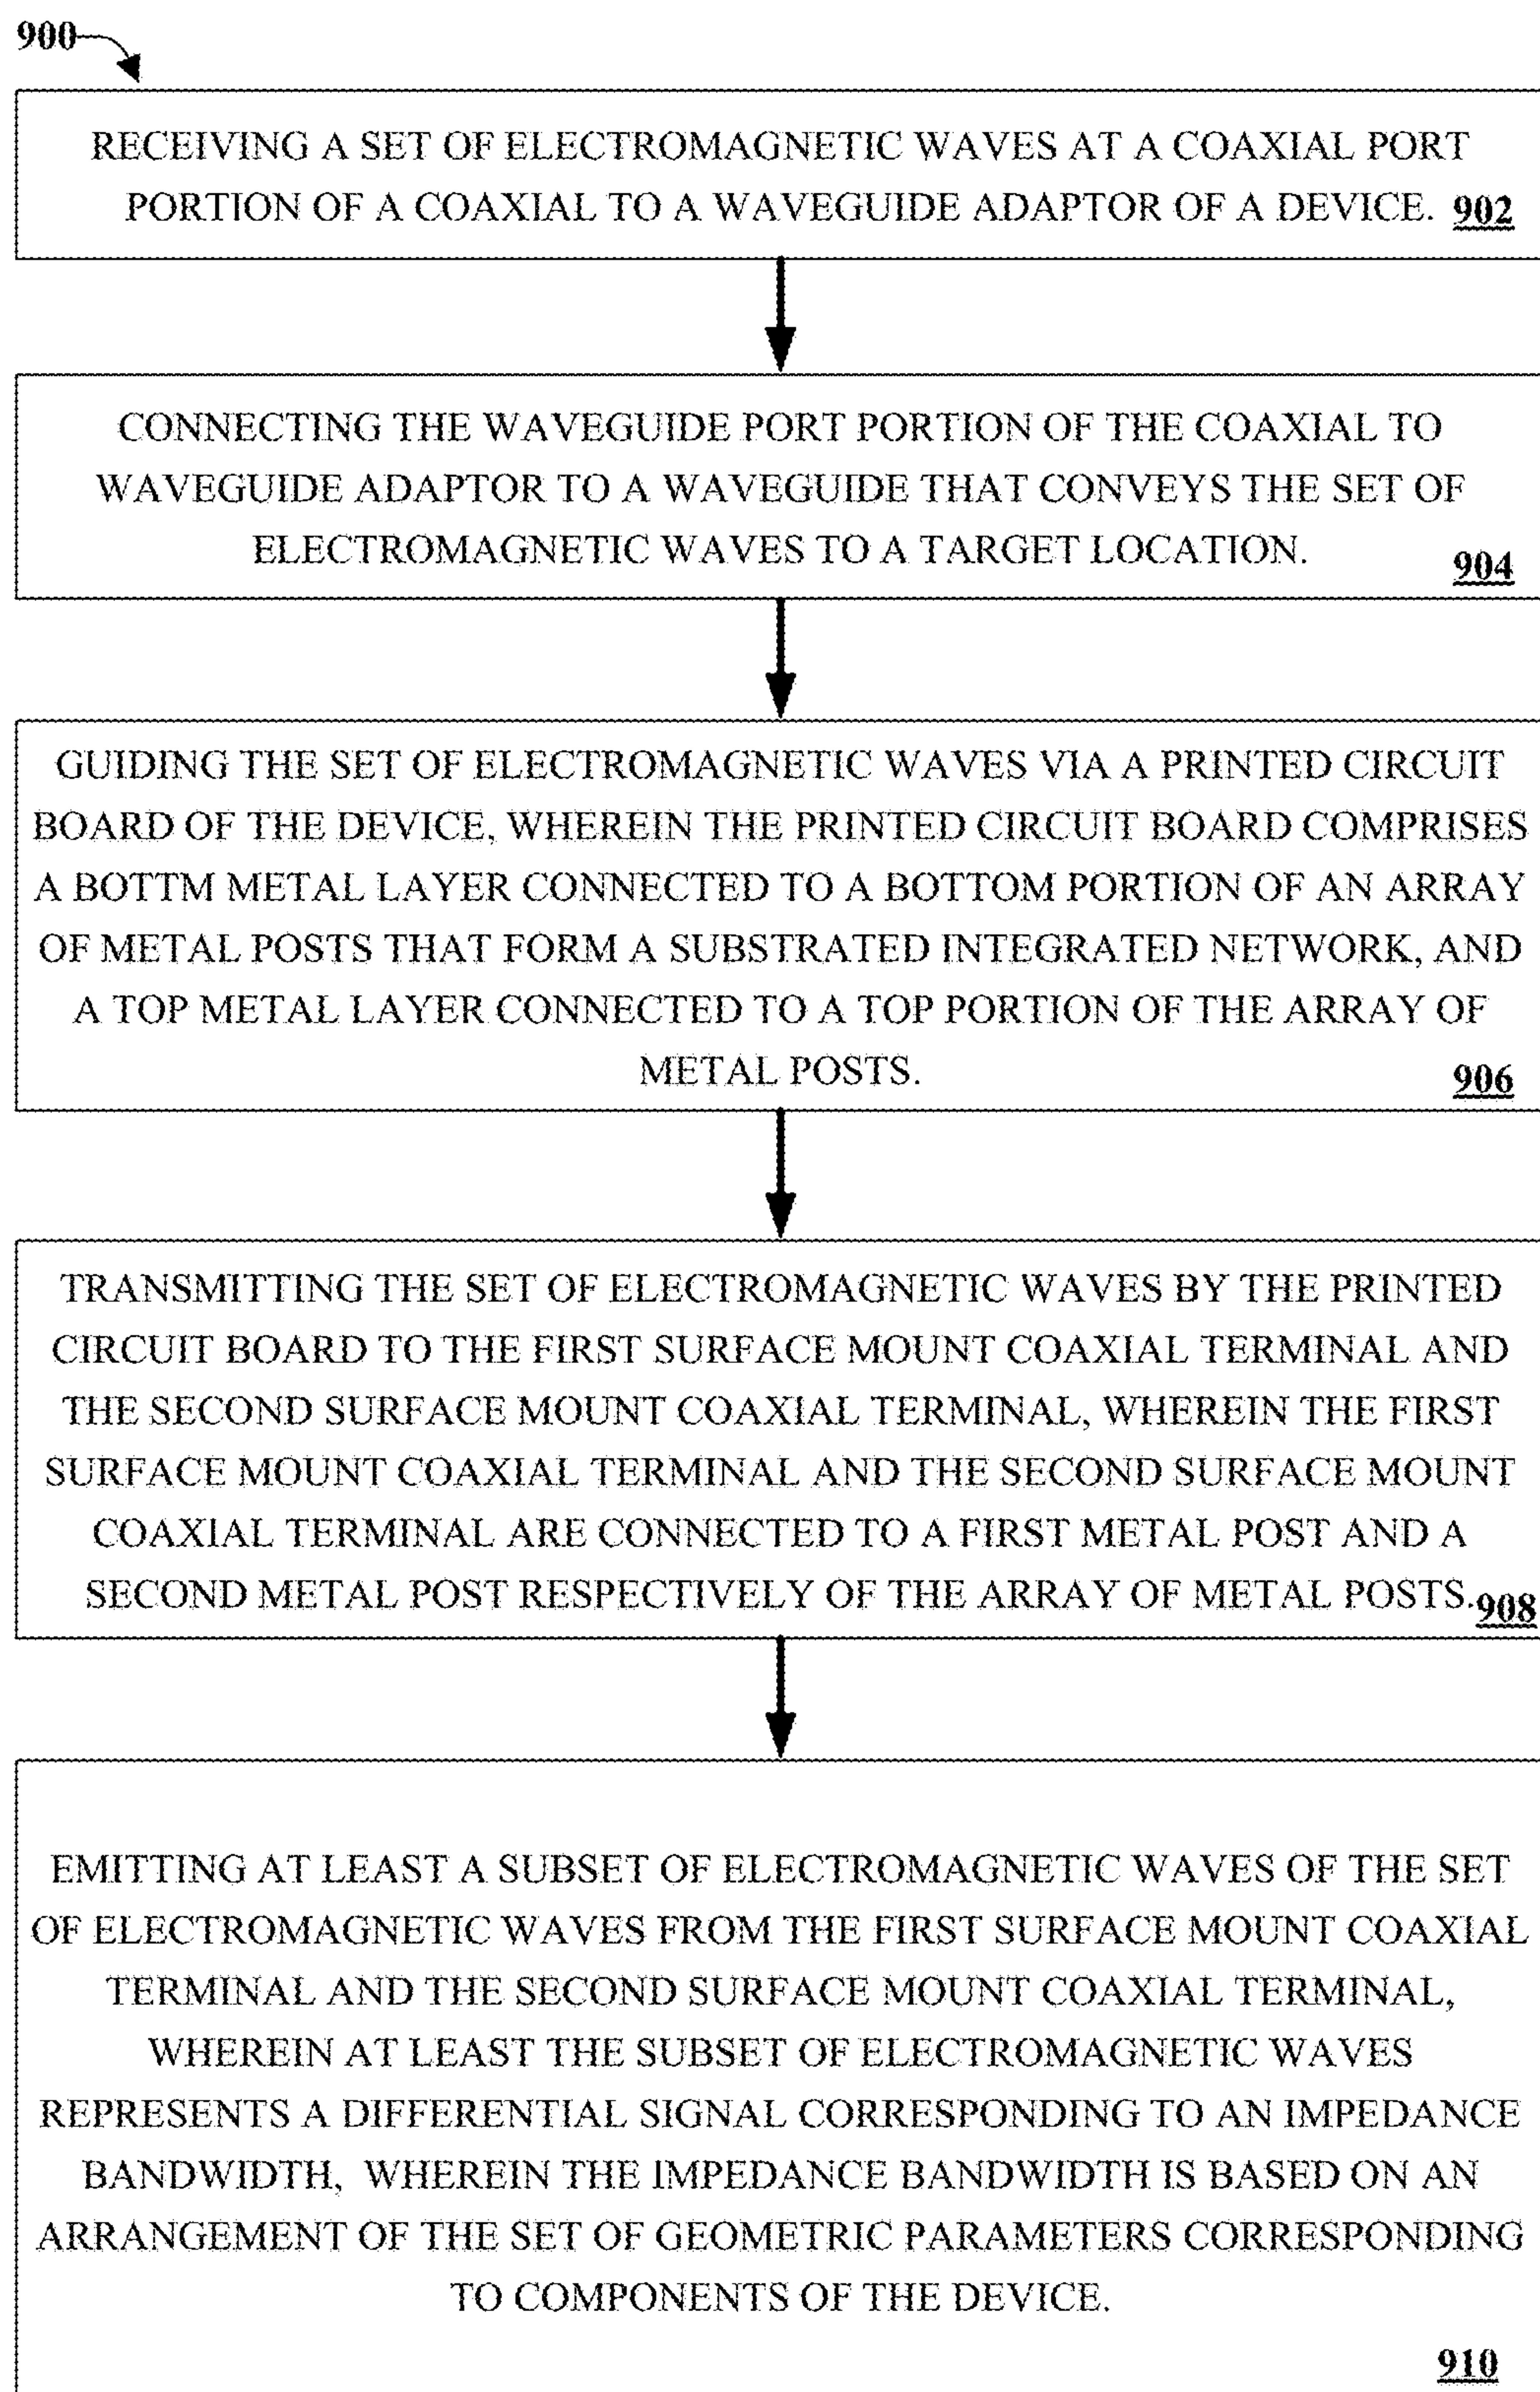 900
RECEIVING A SET OF ELECTROMAGNETIC WAVES AT A COAXIAL PORT
PORTION OF A COAXIAL TO A WAVEGUIDE ADAPTOR OF A DEVICE. 902
CONNECTING THE WAVEGUIDE PORT PORTION OF THE COAXIAL TO
WAVEGUIDE ADAPTOR TO A WAVEGUIDE THAT CONVEYS THE SET OF
ELECTROMAGNETIC WAVES TO A TARGET LOCATION. 904
GUIDING THE SET OF ELECTROMAGNETIC WAVES VIA A PRINTED CIRCUIT
BOARD OF THE DEVICE, WHEREIN THE PRINTED CIRCUIT BOARD COMPRISES
A BOTTM METAL LAYER CONNECTED TO A BOTTOM PORTION OF AN ARRAY
OF METAL POSTS THAT FORM A SUBSTRATED INTEGRATED NETWORK, AND
A TOP METAL LAYER CONNECTED TO A TOP PORTION OF THE ARRAY OF
METAL POSTS. 906
TRANSMITTING THE SET OF ELECTROMAGNETIC WAVES BY THE PRINTED
CIRCUIT BOARD TO THE FIRST SURFACE MOUNT COAXIAL TERMINAL AND
THE SECOND SURFACE MOUNT COAXIAL TERMINAL, WHEREIN THE FIRST
SURFACE MOUNT COAXIAL TERMINAL AND THE SECOND SURFACE MOUNT
COAXIAL TERMINAL ARE CONNECTED TO A FIRST METAL POST AND A
SECOND METAL POST RESPECTIVELY OF THE ARRAY OF METAL POSTS. 908
EMITTING AT LEAST A SUBSET OF ELECTROMAGNETIC WAVES OF THE SET
OF ELECTROMAGNETIC WAVES FROM THE FIRST SURFACE MOUNT COAXIAL
TERMINAL AND THE SECOND SURFACE MOUNT COAXIAL TERMINAL,
WHEREIN AT LEAST THE SUBSET OF ELECTROMAGNETIC WAVES
REPRESENTS A DIFFERENTIAL SIGNAL CORRESPONDING TO AN IMPEDANCE
BANDWIDTH, WHEREIN THE IMPEDANCE BANDWIDTH IS BASED ON AN
ARRANGEMENT OF THE SET OF GEOMETRIC PARAMETERS CORRESPONDING
TO COMPONENTS OF THE DEVICE.
910